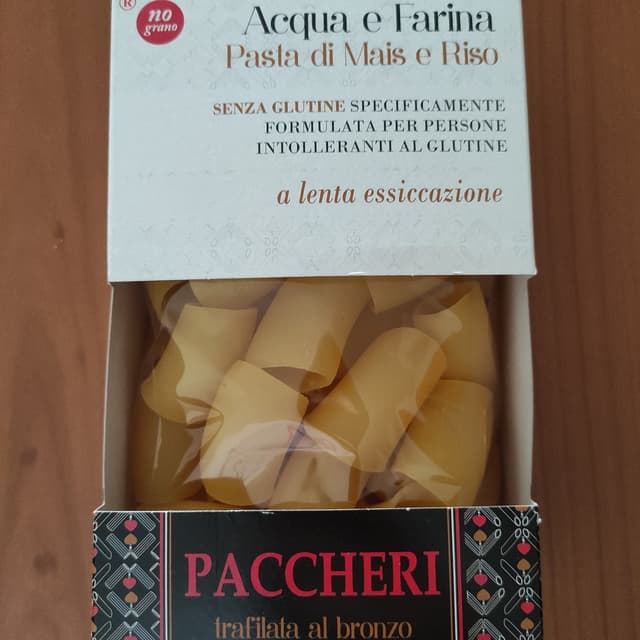 ®
no
grano
Acqua e Farina
Pasta di Mais e Riso
SENZA GLUTINE SPECIFICAMENTE
FORMULATA PER PERSONE
INTOLLERANTI AL GLUTINE
a lenta essiccazione
PACCHERI
trafilata al bronzo